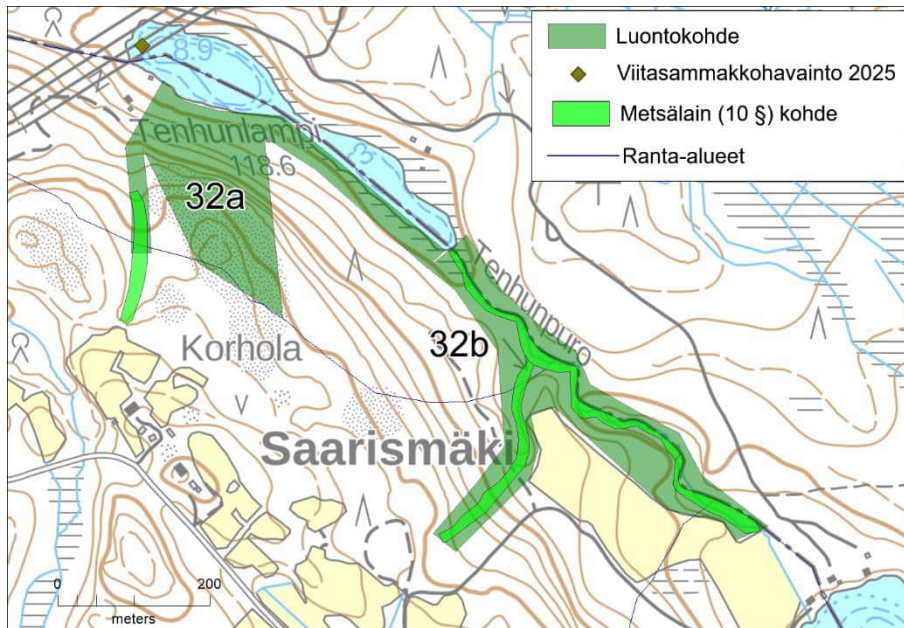 Luontokohde
Viitasammakkohavainto 2025
Metsälain (10 §) kohde
Ranta-alueet
8.9
Tenhunlampi
118.6
3
32a
Tenhunpuro
32b
Korhola
Saarismäki
0
200
meters